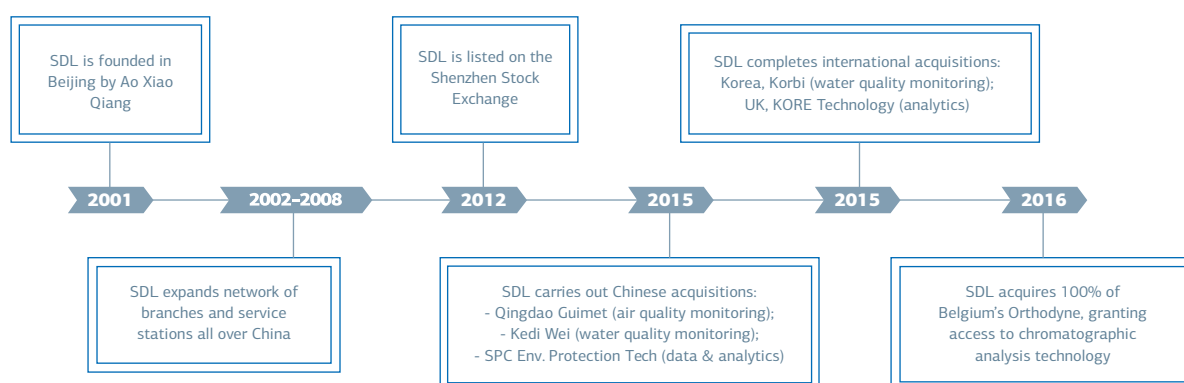 SDL is founded in
Beijing by Ao Xiao
Qiang
SDL is listed on the
Shenzhen Stock
Exchange
SDL completes international acquisitions:
Korea, Korbi (water quality monitoring);
UK, KORE Technology (analytics)
2001
2002–2008
2012
2015
2015
2016
SDL expands network of
branches and service
stations all over China
SDL carries out Chinese acquisitions:
- Qingdao Guimet (air quality monitoring);
- Kedi Wei (water quality monitoring);
- SPC Env. Protection Tech (data & analytics)
SDL acquires 100% of
Belgium's Orthodyne, granting
access to chromatographic
analysis technology